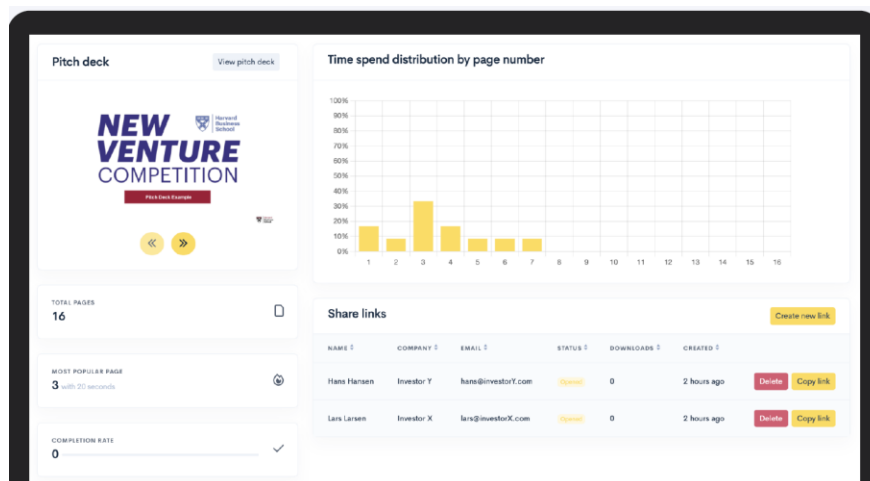 Pitch deck
View pitch deck
NEW
VENTURE
COMPETITION
Harvard
Business
School
Pitch Deck Example
«
»
TOTAL PAGES
16
MOST POPULAR PAGE
3 with 20 seconds
COMPLETION RATE
0
Time spend distribution by page number
100%
90%
80%
70%
60%
50%
40%
30%
20%
10%
0%
1 2 3 4 5 6 7 8 9 10 11 12 13 14 15 16
Share links
Create new link
NAME COMPANY EMAIL STATUS DOWNLOADS CREATED
Hans Hansen Investor Y hans@investorY.com Opened 0 2 hours ago Delete Copy link
Lars Larsen Investor X lars@investorX.com Opened 0 2 hours ago Delete Copy link